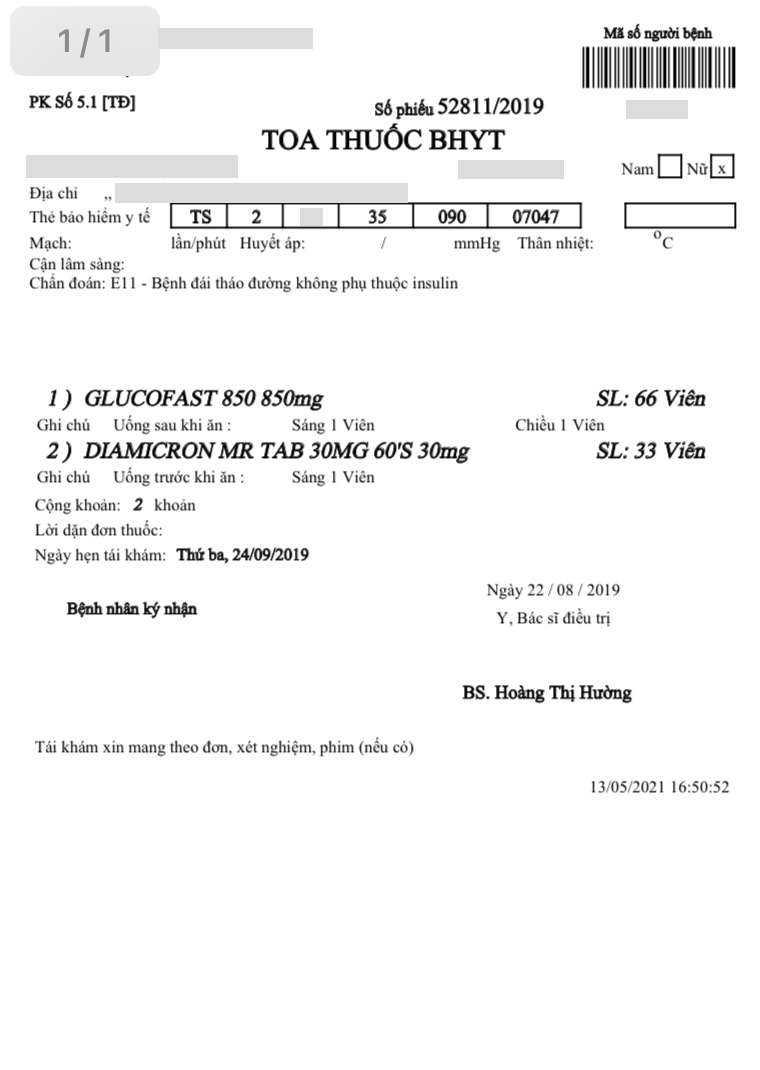 1/1
Mã số người bệnh
PK Số 5.1 [TĐ]
Số phiếu 52811/2019
TOA THUỐC BHYT
Nam Nữ x
Địa chỉ ,,
Thẻ bảo hiểm y tế TS 2 35 090 07047
Mạch: lần/phút Huyết áp: / mmHg Thân nhiệt: °C
Cận lâm sàng:
Chẩn đoán: E11 - Bệnh đái tháo đường không phụ thuộc insulin
1 ) GLUCOFAST 850 850mg SL: 66 Viên
Ghi chú Uống sau khi ăn : Sáng 1 Viên Chiều 1 Viên
2 ) DIAMICRON MR TAB 30MG 60'S 30mg SL: 33 Viên
Ghi chú Uống trước khi ăn : Sáng 1 Viên
Cộng khoản: 2 khoản
Lời dặn đơn thuốc:
Ngày hẹn tái khám: Thứ ba, 24/09/2019
Ngày 22 / 08 / 2019
Bệnh nhân ký nhận
Y, Bác sĩ điều trị
BS. Hoàng Thị Hường
Tái khám xin mang theo đơn, xét nghiệm, phim (nếu có)
13/05/2021 16:50:52